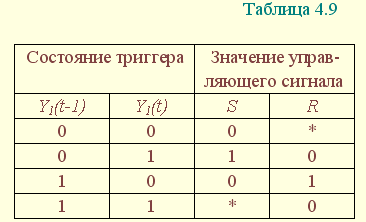 Таблица 4.9
Состояние триггера Значение управ-
ляющего сигнала
Y1(t-1) Y1(t) S R
0 0 0 *
0 1 1 0
1 0 0 1
1 1 * 0